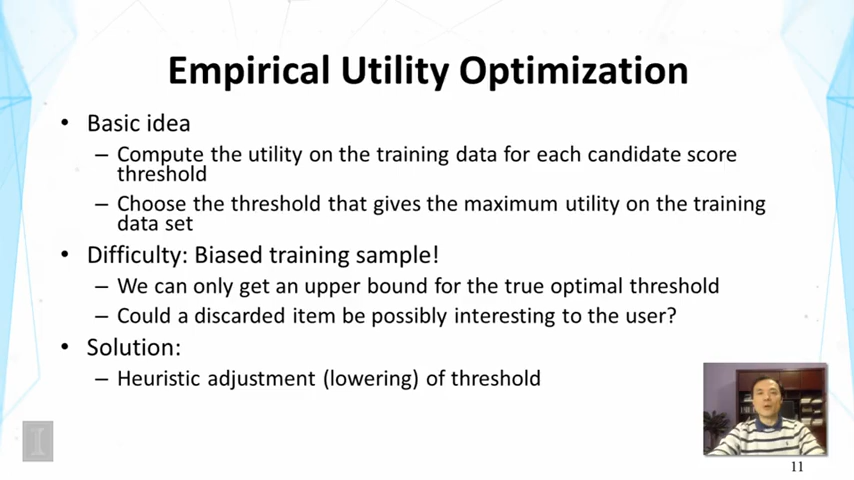 Empirical Utility Optimization
• Basic idea
– Compute the utility on the training data for each candidate score
threshold
– Choose the threshold that gives the maximum utility on the training
data set
• Difficulty: Biased training sample!
– We can only get an upper bound for the true optimal threshold
– Could a discarded item be possibly interesting to the user?
• Solution:
– Heuristic adjustment (lowering) of threshold
I
11